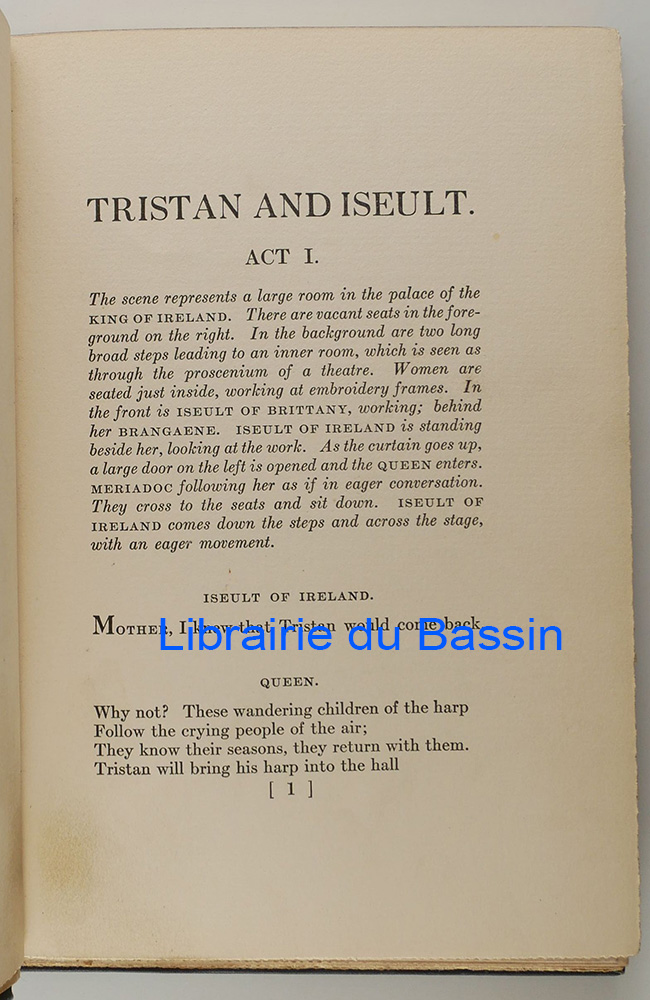 TRISTAN AND ISEULT.
ACT I.
The scene represents a large room in the palace of the
KING OF IRELAND. There are vacant seats in the fore-
ground on the right. In the background are two long
broad steps leading to an inner room, which is seen as
through the proscenium of a theatre. Women are
seated just inside, working at embroidery frames. In
the front is ISEULT OF BRITTANY, working; behind
her BRANGAENE. ISEULT OF IRELAND is standing
beside her, looking at the work. As the curtain goes up,
a large door on the left is opened and the QUEEN enters.
MERIADOC following her as if in eager conversation.
They cross to the seats and sit down. ISEULT OF
IRELAND comes down the steps and across the stage,
with an eager movement.
ISEULT OF IRELAND.
MOTHER, I knew that Tristan would come back
Librairie du Bassin
QUEEN.
Why not? These wandering children of the harp
Follow the crying people of the air;
They know their seasons, they return with them.
Tristan will bring his harp into the hall
[ 1 ]